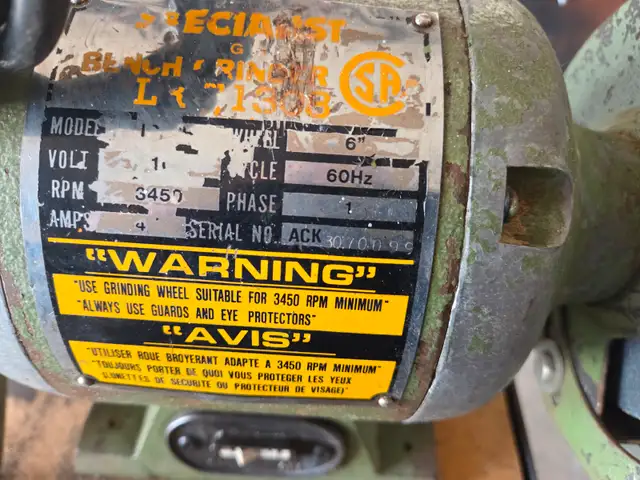 BENCH GRINDER
MODEL WHEEL 6"
VOLT CYCLE 60Hz
RPM 3450 PHASE 1
AMPS 4 SERIAL NO. ACK
"WARNING"
"USE GRINDING WHEEL SUITABLE FOR 3450 RPM MINIMUM"
"ALWAYS USE GUARDS AND EYE PROTECTORS"
"AVIS"
"UTILISER ROUE BROYERANT ADAPTE A 3450 RPM MINIMUM"
"TOUJOURS PORTER DE QUOI VOUS PROTEGER LES YEUX
(LUNETTES DE SECURITE OU PROTECTEUR DE VISAGE)"